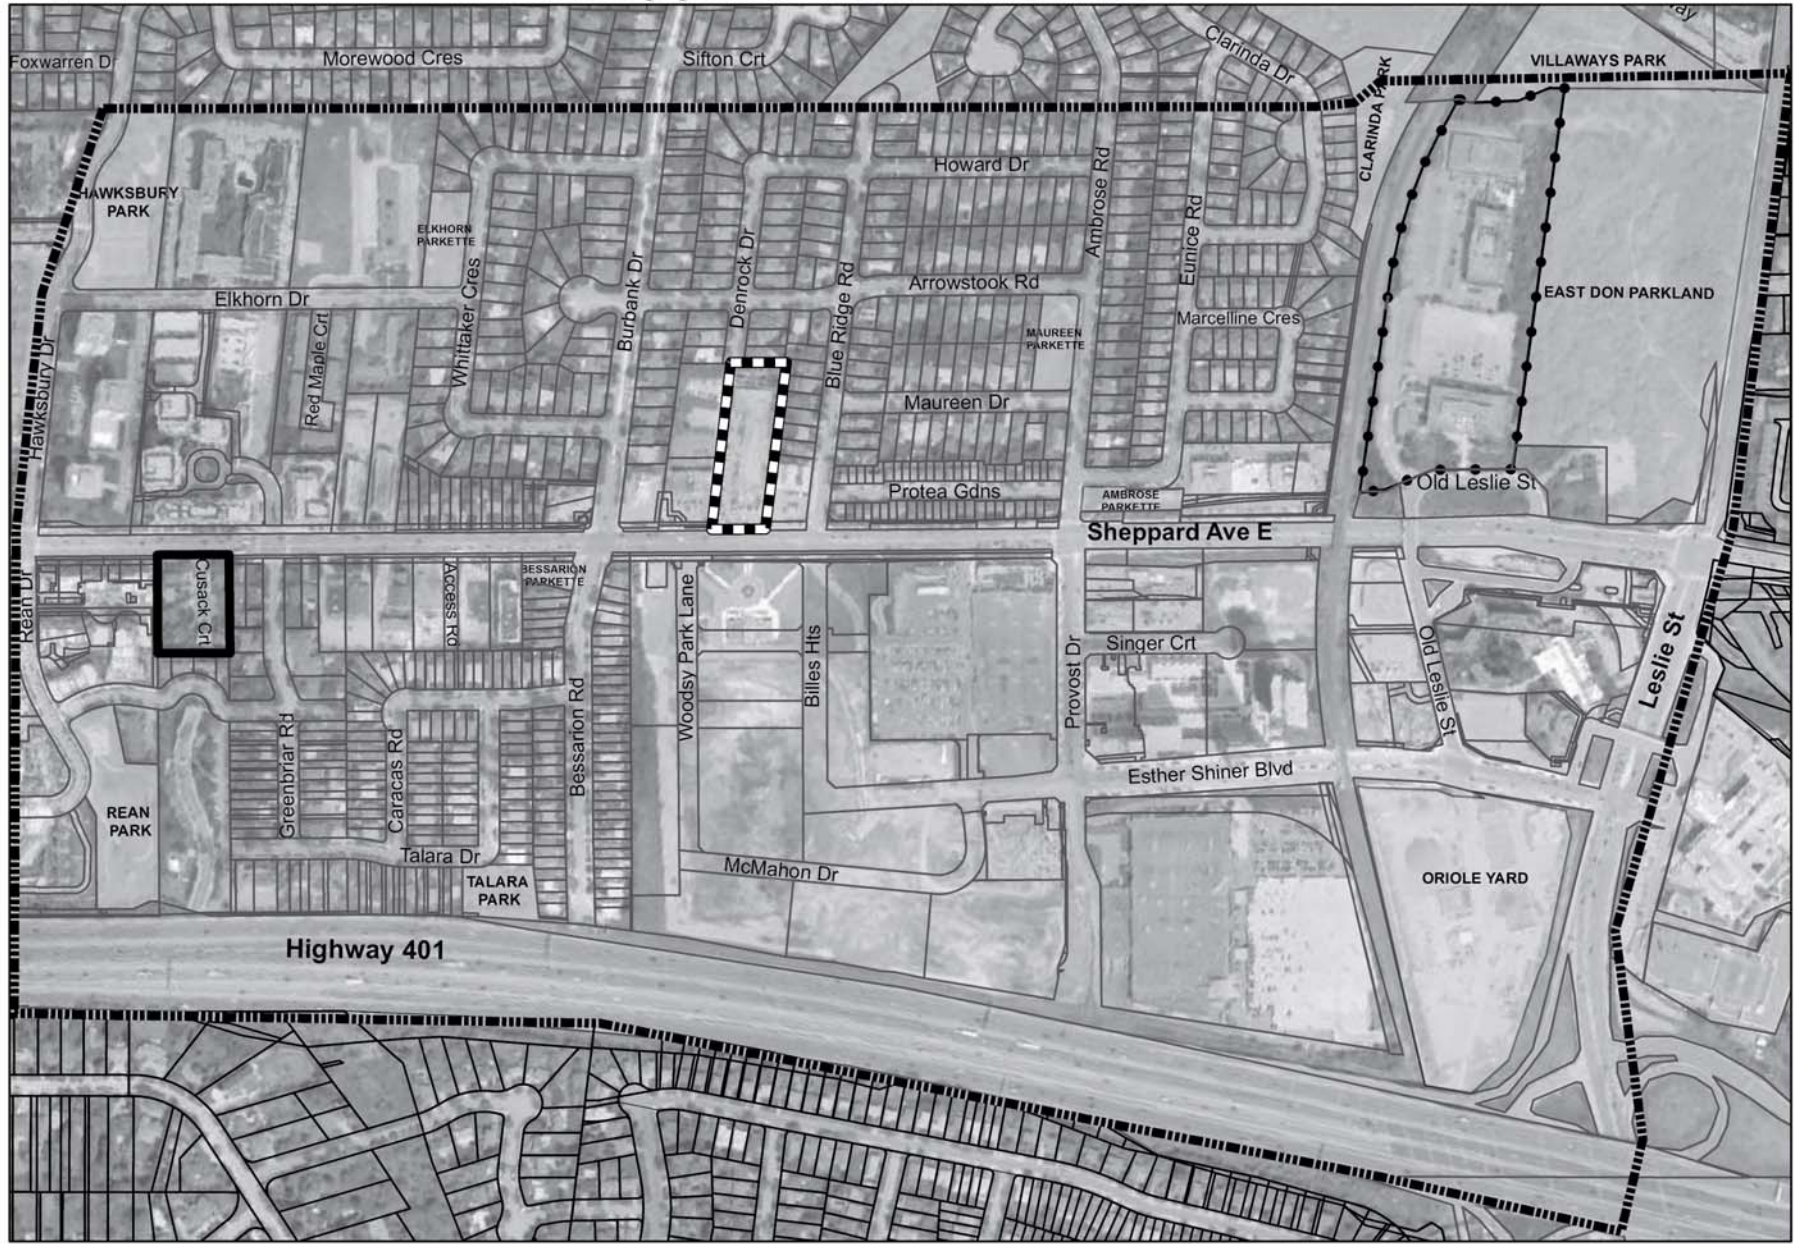 Foxwarren D
Morewood Cres
Sifton Crt
Clarinda Dr
ay
VILLAWAYS PARK
CLARINDA PARK
HAWKSBURY
PARK
ELKHORN
PARKETTE
Howard Dr
Ambrose Rd
Eunice Rd
Elkhorn Dr
Whittaker Cres
Burbank Dr
Denrock Dr
Blue Ridge Rd
Arrowstook Rd
Marcelline Cres
EAST DON PARKLAND
Hawksbury Dr
Red Maple Crt
MAUREEN
PARKETTE
Maureen Dr
Protea Gdns
AMBROSE
PARKETTE
Old Leslie St
Sheppard Ave E
Rean Dr
Cusack Crt
Access Rd
BESSARION
PARKETTE
Woodsy Park Lane
Billes Hts
Provost Dr
Singer Crt
Old Leslie St
Leslie St
Bessarion Rd
Greenbriar Rd
Caracas Rd
Esther Shiner Blvd
REAN
PARK
Talara Dr
TALARA
PARK
McMahon Dr
ORIOLE YARD
Highway 401